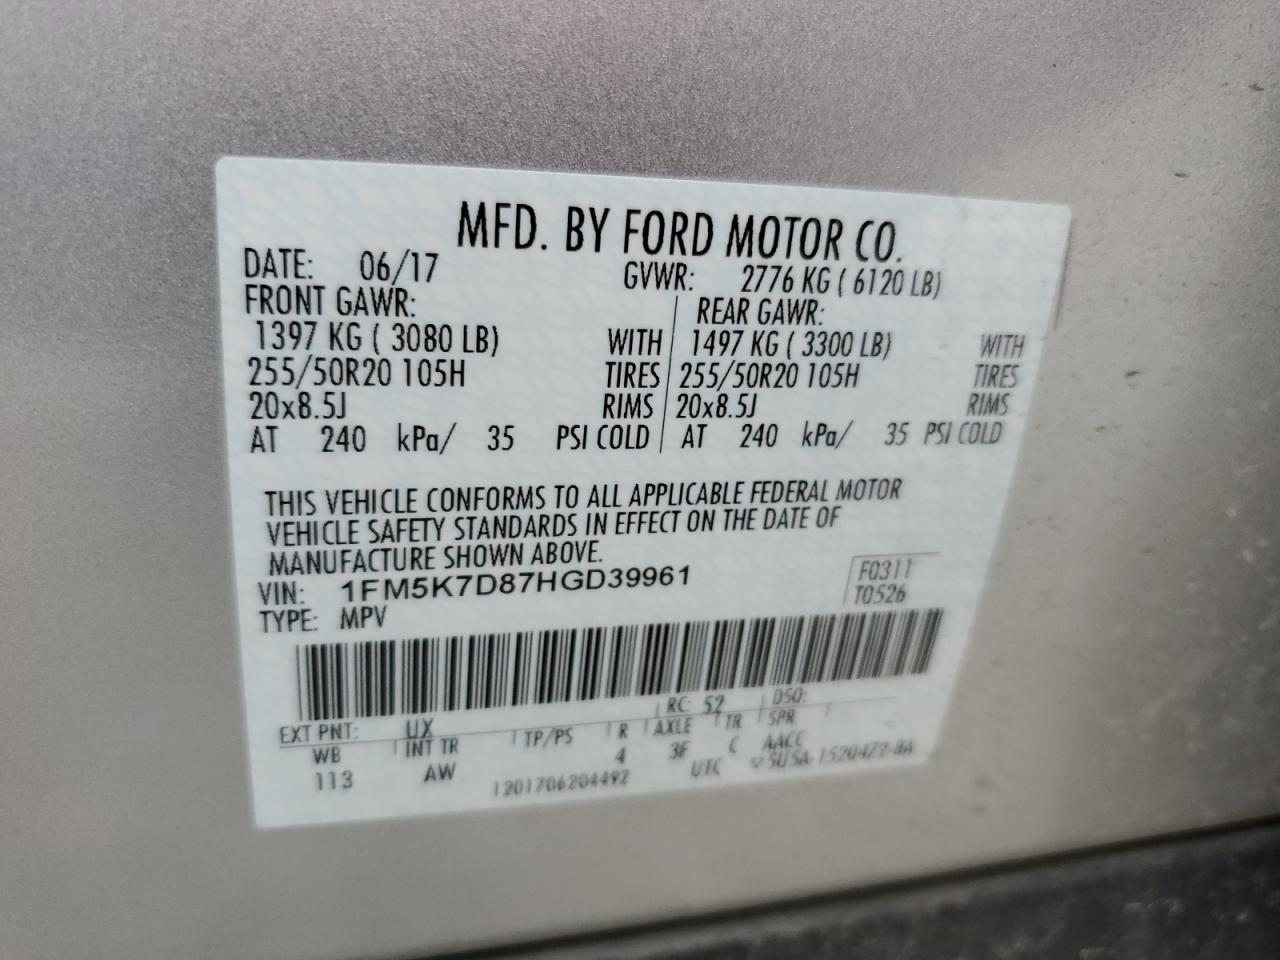 MFD. BY FORD MOTOR CO.
DATE: 06/17 GVWR: 2776 KG ( 6120 LB)
FRONT GAWR: REAR GAWR:
1397 KG ( 3080 LB) WITH 1497 KG ( 3300 LB) WITH
255/50R20 105H TIRES 255/50R20 105H TIRES
20x8.5J RIMS 20x8.5J RIMS
AT 240 kPa/ 35 PSI COLD AT 240 kPa/ 35 PSI COLD
THIS VEHICLE CONFORMS TO ALL APPLICABLE FEDERAL MOTOR
VEHICLE SAFETY STANDARDS IN EFFECT ON THE DATE OF
MANUFACTURE SHOWN ABOVE.
VIN: 1FM5K7D87HGD39961 F0311
TYPE: MPV T0526
EXT PNT: UX RC: 52 DSO:
WB INT TR TP/PS R AXLE TR SPR
113 AW 4 3F C AACC
1201706204492 UTC ▽5U5A-1520472-BA